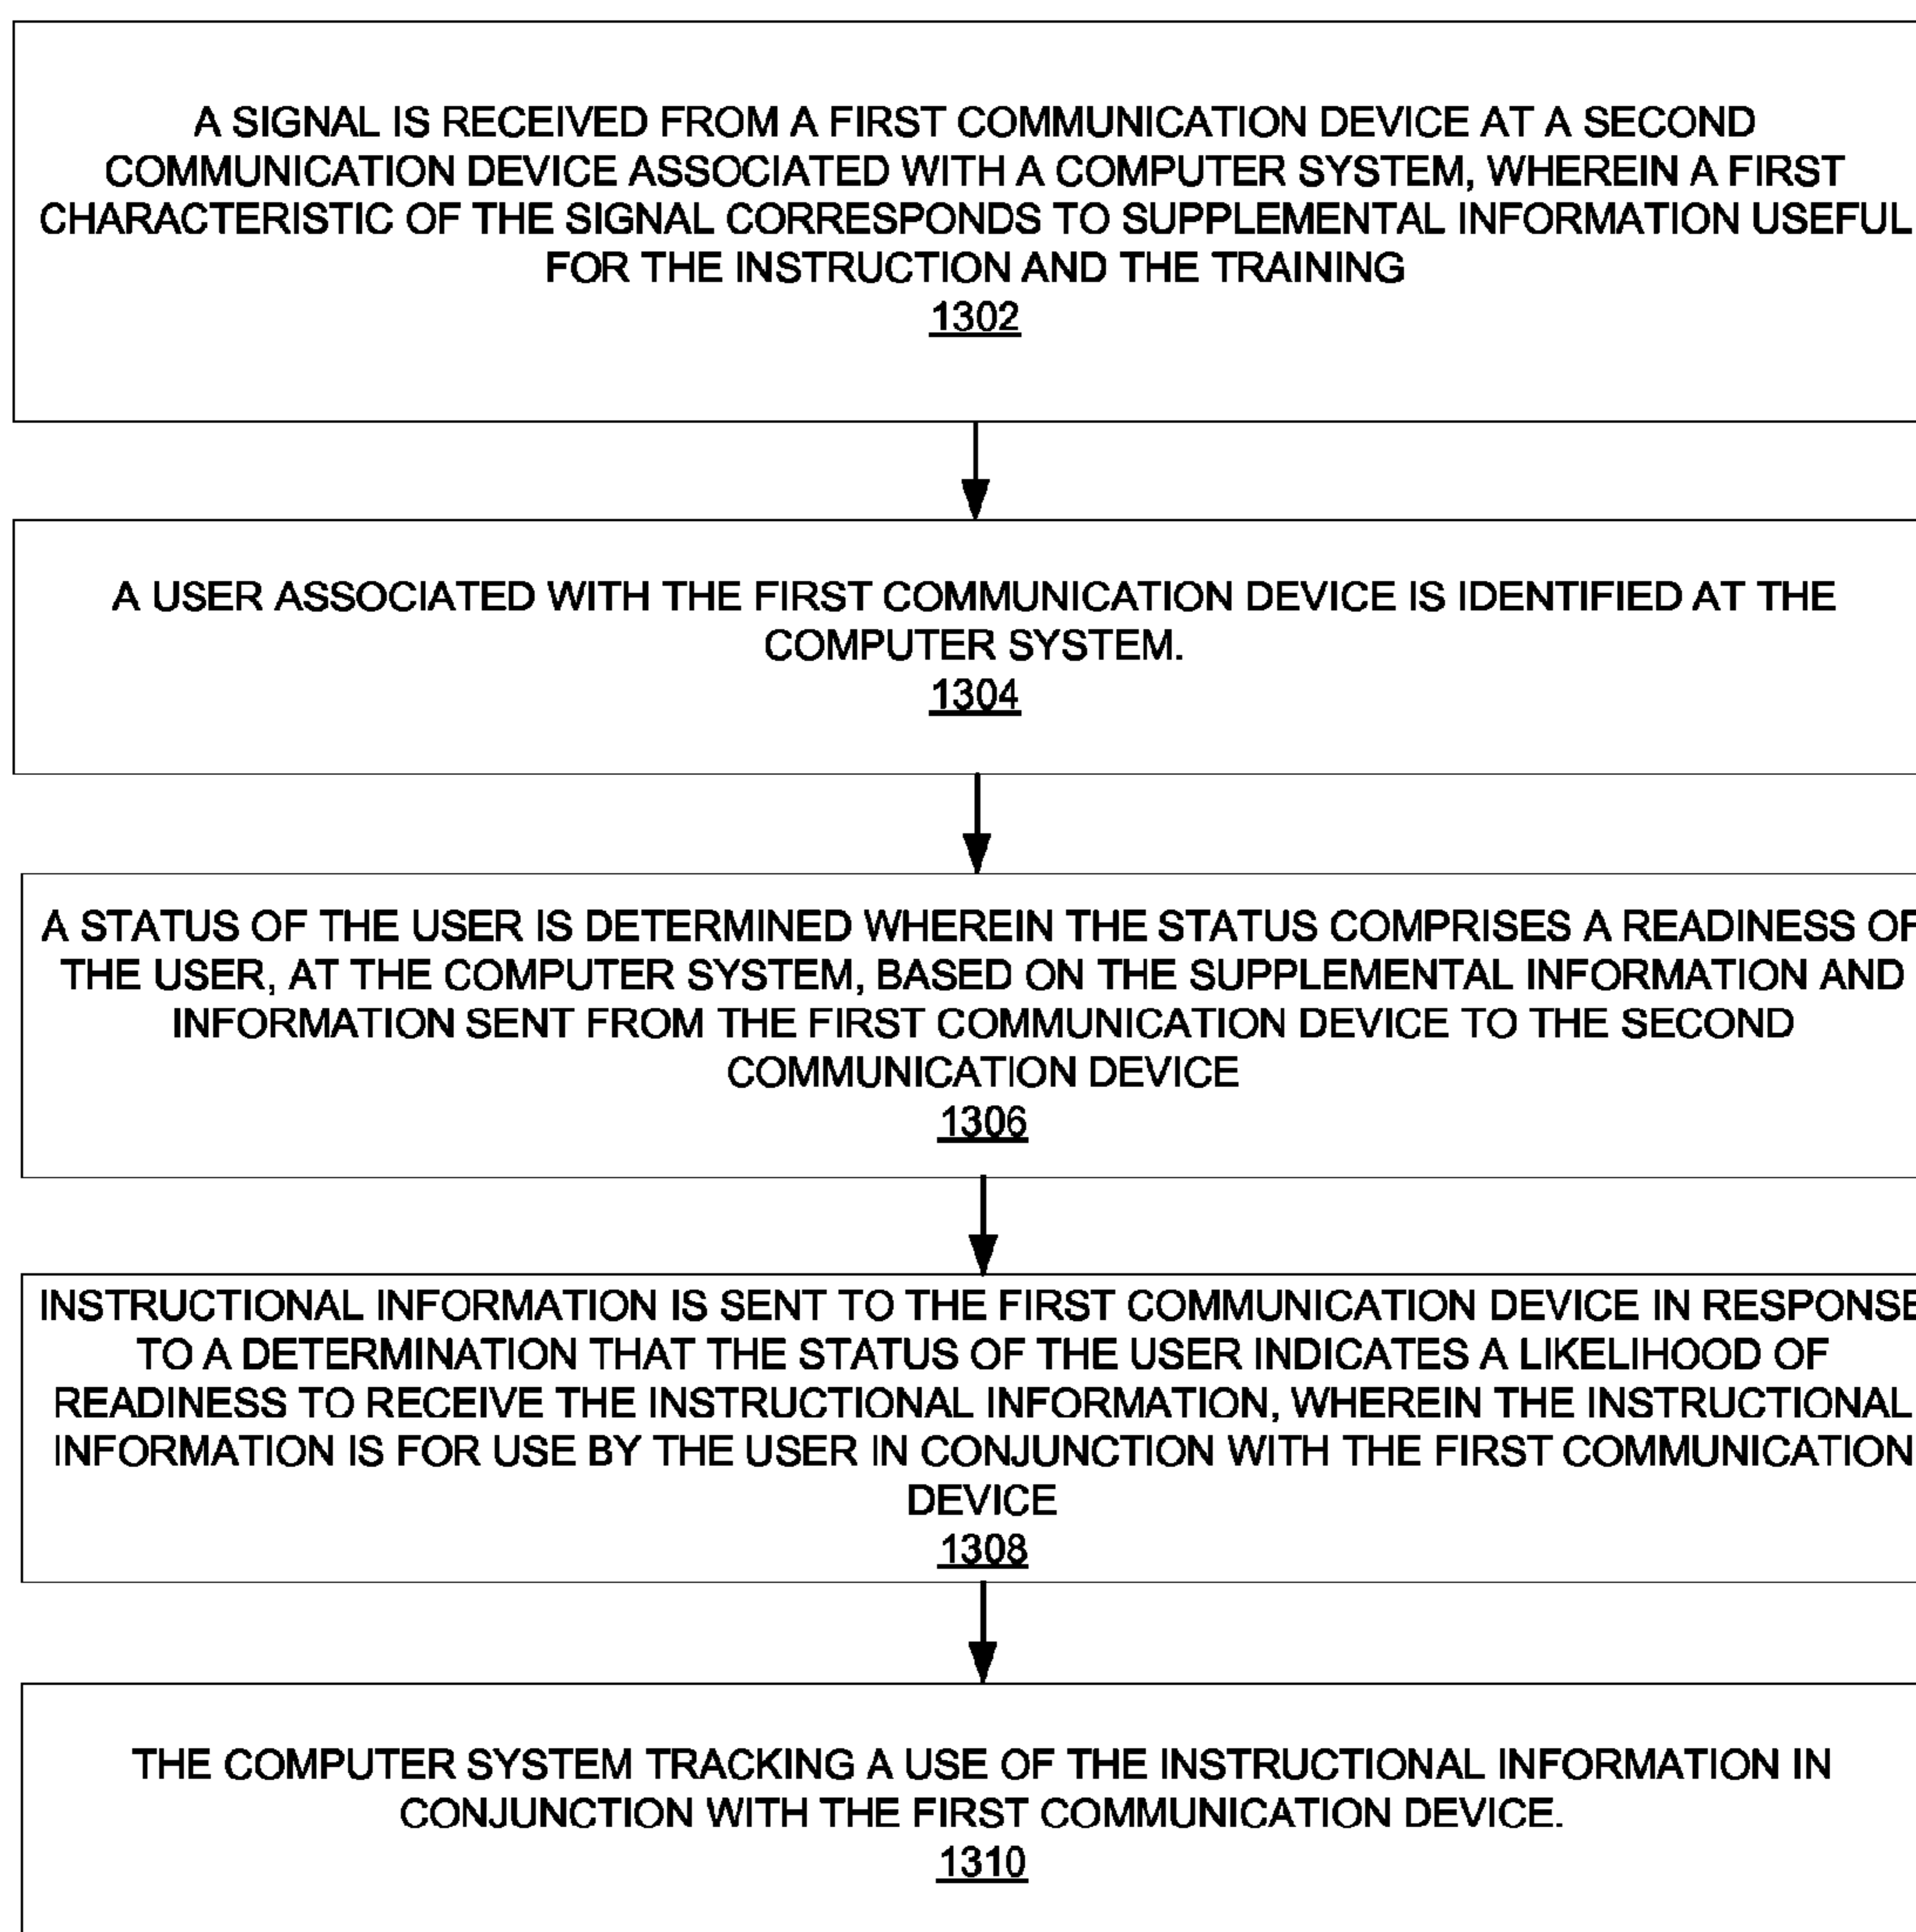 A SIGNAL IS RECEIVED FROM A FIRST COMMUNICATION DEVICE AT A SECOND
COMMUNICATION DEVICE ASSOCIATED WITH A COMPUTER SYSTEM, WHEREIN A FIRST
CHARACTERISTIC OF THE SIGNAL CORRESPONDS TO SUPPLEMENTAL INFORMATION USEFUL
FOR THE INSTRUCTION AND THE TRAINING
1302
A USER ASSOCIATED WITH THE FIRST COMMUNICATION DEVICE IS IDENTIFIED AT THE
COMPUTER SYSTEM.
1304
A STATUS OF THE USER IS DETERMINED WHEREIN THE STATUS COMPRISES A READINESS OF
THE USER, AT THE COMPUTER SYSTEM, BASED ON THE SUPPLEMENTAL INFORMATION AND
INFORMATION SENT FROM THE FIRST COMMUNICATION DEVICE TO THE SECOND
COMMUNICATION DEVICE
1306
INSTRUCTIONAL INFORMATION IS SENT TO THE FIRST COMMUNICATION DEVICE IN RESPONSE
TO A DETERMINATION THAT THE STATUS OF THE USER INDICATES A LIKELIHOOD OF
READINESS TO RECEIVE THE INSTRUCTIONAL INFORMATION, WHEREIN THE INSTRUCTIONAL
INFORMATION IS FOR USE BY THE USER IN CONJUNCTION WITH THE FIRST COMMUNICATION
DEVICE
1308
THE COMPUTER SYSTEM TRACKING A USE OF THE INSTRUCTIONAL INFORMATION IN
CONJUNCTION WITH THE FIRST COMMUNICATION DEVICE.
1310